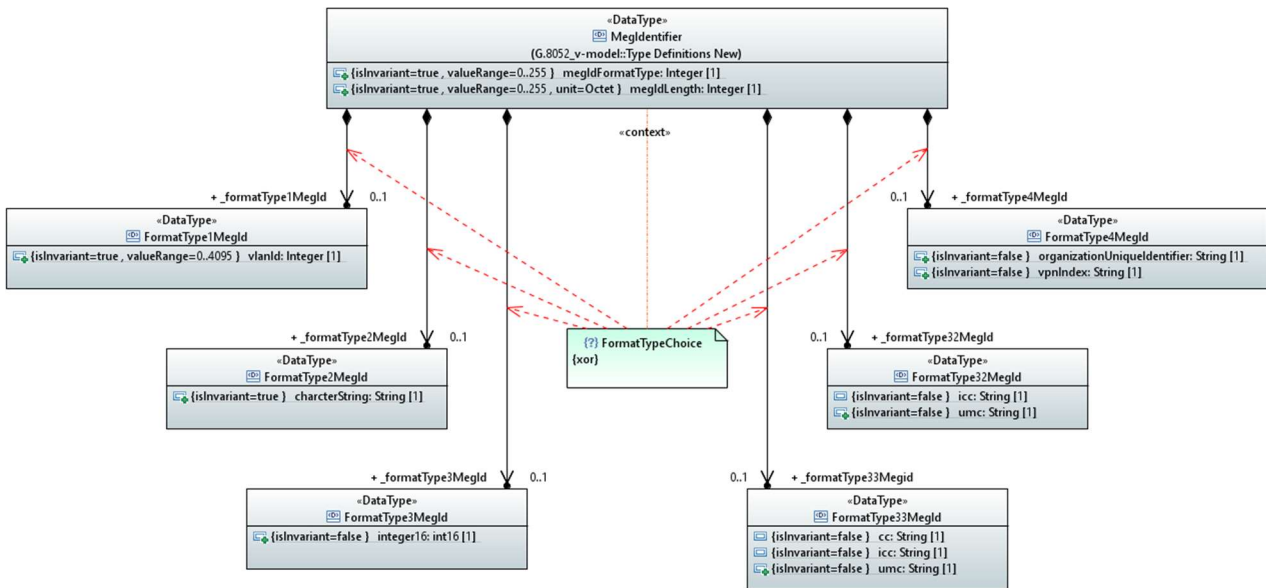 «DataType»
MegIdentifier
(G.8052_v-model::Type Definitions New)
{isInvariant=true , valueRange=0..255 } megIdFormatType: Integer [1]
{isInvariant=true, valueRange=0..255 , unit=Octet } megIdLength: Integer [1]
«context»
+ _formatType1MegId 0..1
«DataType»
FormatType1MegId
{isInvariant=true , valueRange=0..4095 } vlanId: Integer [1]
0..1 + _formatType4MegId
«DataType»
FormatType4MegId
{isInvariant=false } organizationUniqueIdentifier: String [1]
{isInvariant=false } vpnIndex: String [1]
+ _formatType2MegId 0..1
«DataType»
FormatType2MegId
{isInvariant=true } charcterString: String [1]
{?} FormatTypeChoice
{xor}
0..1 + _formatType32MegId
«DataType»
FormatType32MegId
{isInvariant=false } icc: String [1]
{isInvariant=false } umc: String [1]
+ _formatType3MegId 0..1
«DataType»
FormatType3MegId
{isInvariant=false } integer16: int16 [1]
0..1 + _formatType33Megid
«DataType»
FormatType33MegId
{isInvariant=false } cc: String [1]
{isInvariant=false } icc: String [1]
{isInvariant=false } umc: String [1]